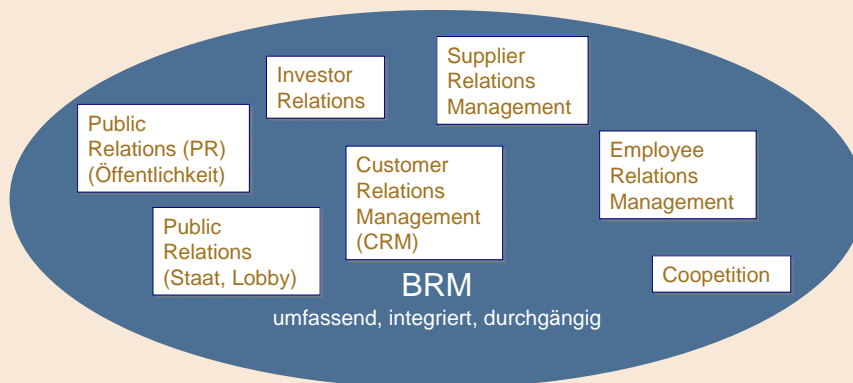 Investor
Relations
Supplier
Relations
Management
Public
Relations (PR)
(Öffentlichkeit)
Customer
Relations
Management
(CRM)
Employee
Relations
Management
Public
Relations
(Staat, Lobby)
Coopetition
BRM
umfassend, integriert, durchgängig